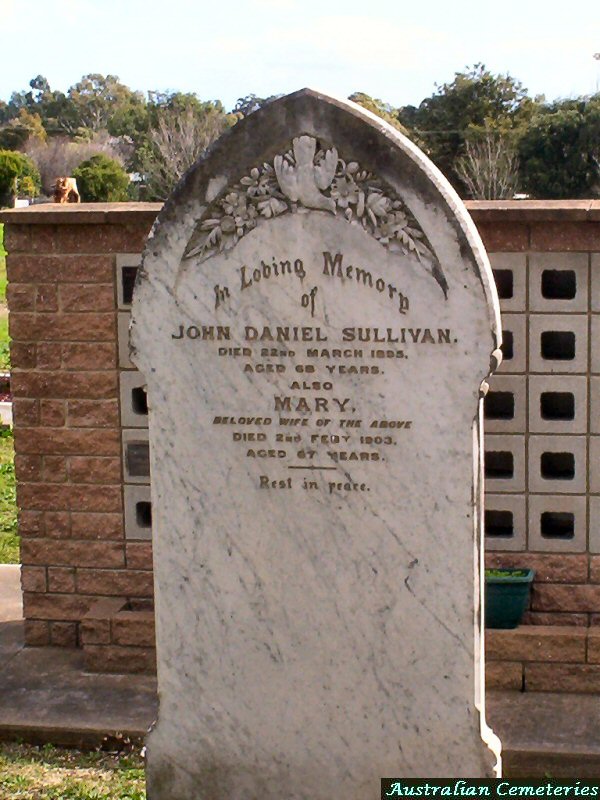 In Loving Memory
of
JOHN DANIEL SULLIVAN.
DIED 22ND MARCH 1895.
AGED 68 YEARS.
ALSO
MARY,
BELOVED WIFE OF THE ABOVE
DIED 2ND FEBY 1903.
AGED 67 YEARS.
Rest in peace.
Australian Cemeteries